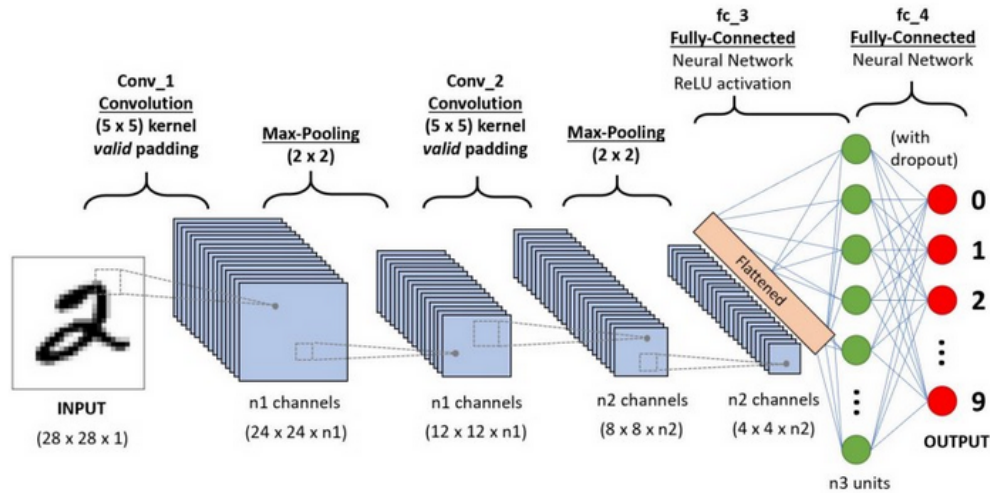 fc_3
Fully-Connected
Neural Network
ReLU activation
fc_4
Fully-Connected
Neural Network
Conv_1
Convolution
(5 x 5) kernel
valid padding
Max-Pooling
(2 x 2)
Conv_2
Convolution
(5 x 5) kernel
valid padding
Max-Pooling
(2 x 2)
(with
dropout)
Flattened
0
1
2
9
INPUT
(28 x 28 x 1)
n1 channels
(24 x 24 x n1)
n1 channels
(12 x 12 x n1)
n2 channels
(8 x 8 x n2)
n2 channels
(4 x 4 x n2)
OUTPUT
n3 units
2